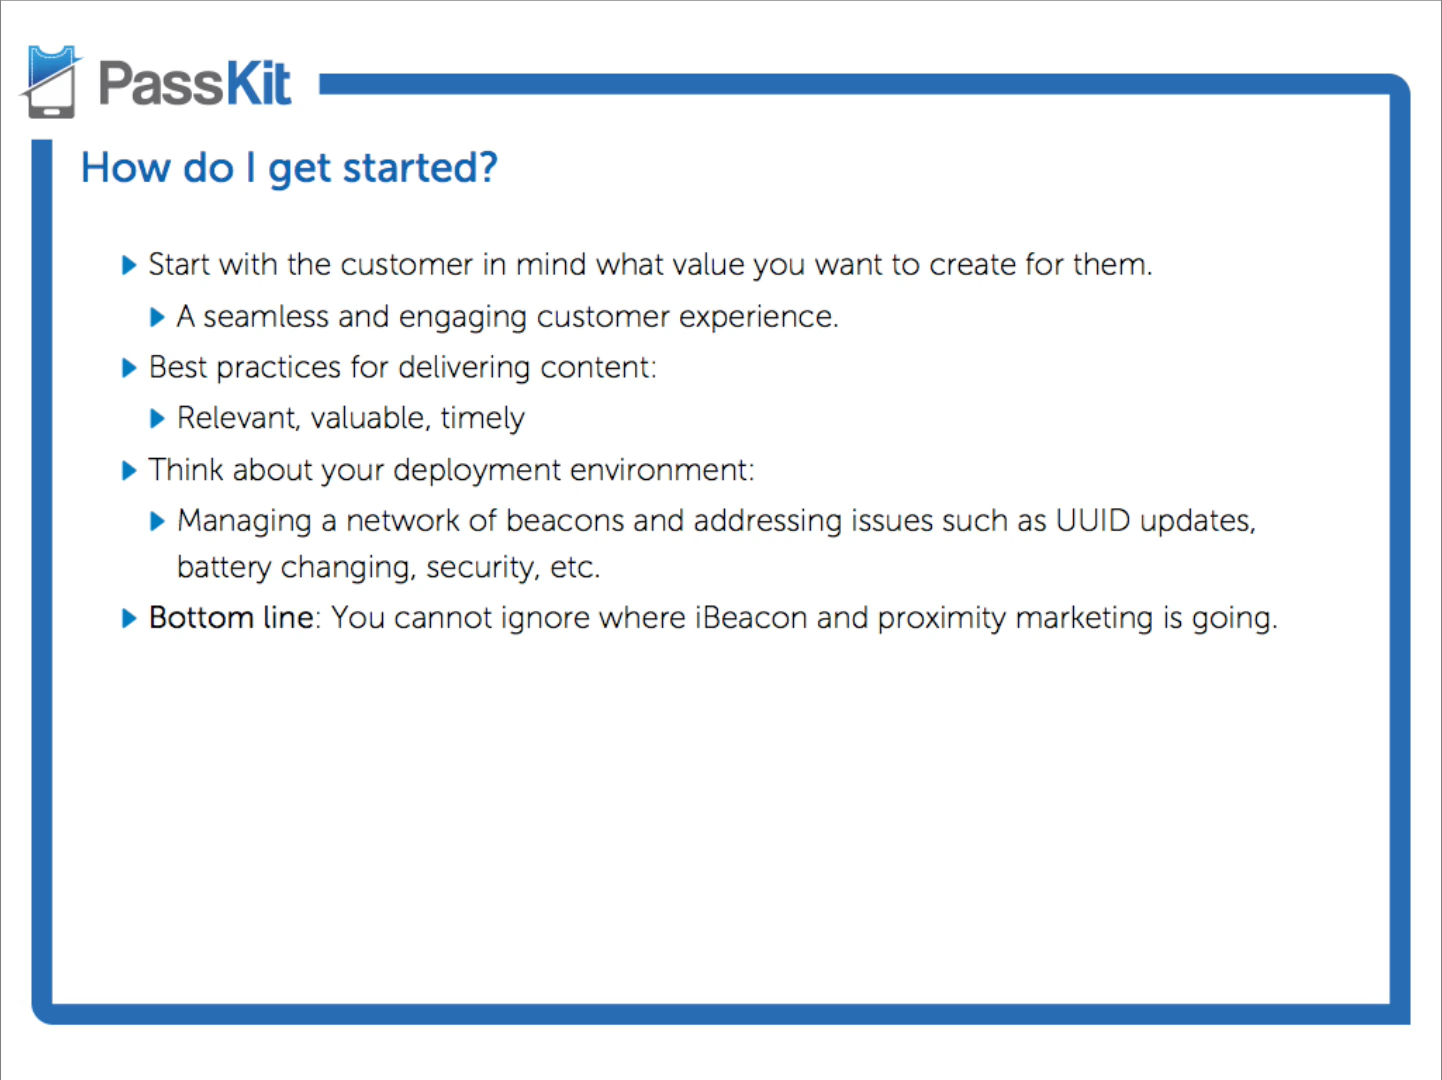 PassKit
How do I get started?
Start with the customer in mind what value you want to create for them.
A seamless and engaging customer experience.
Best practices for delivering content:
Relevant, valuable, timely
Think about your deployment environment:
Managing a network of beacons and addressing issues such as UUID updates,
battery changing, security, etc.
Bottom line: You cannot ignore where iBeacon and proximity marketing is going.